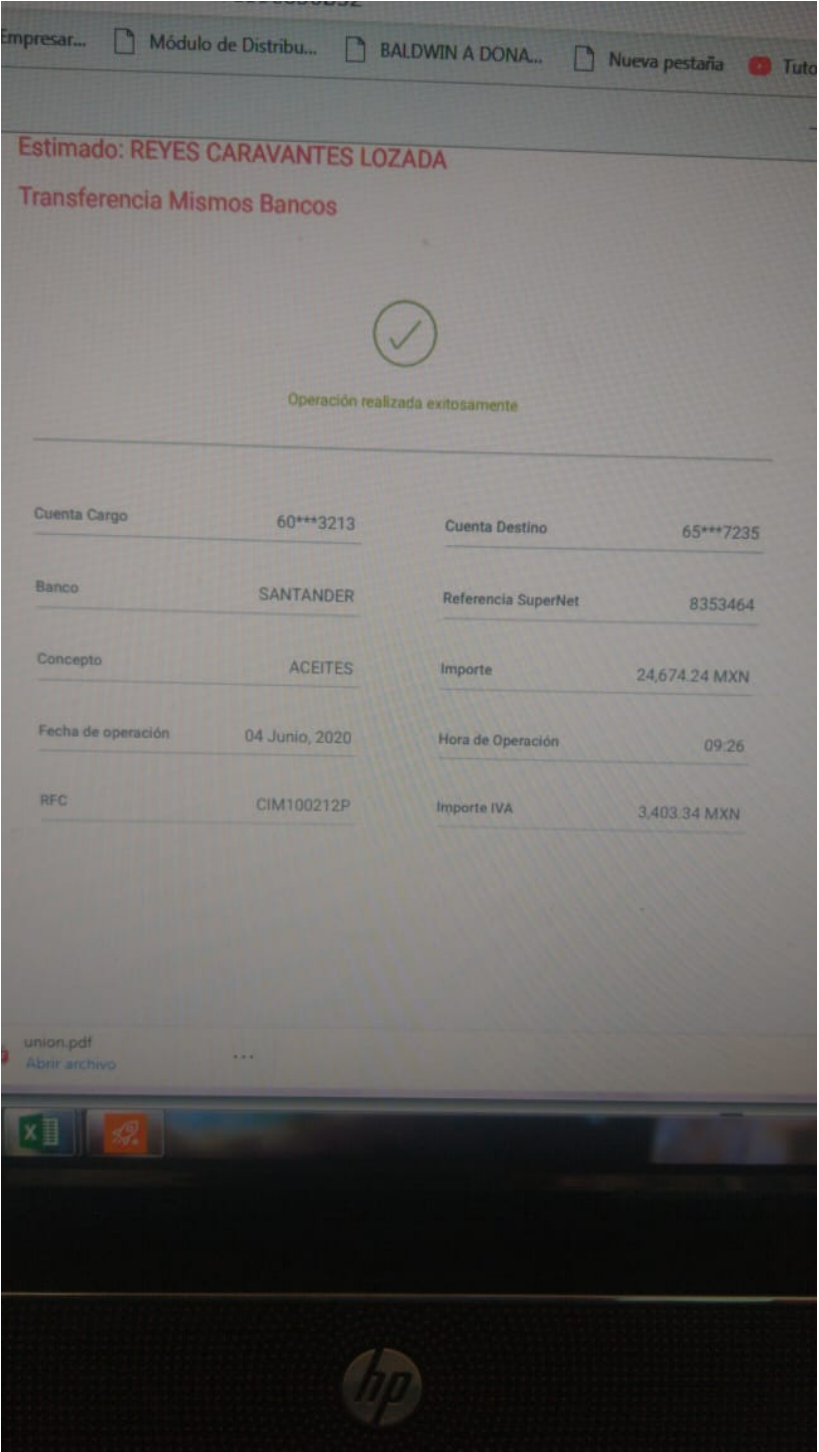 Empresar... Módulo de Distribu... BALDWIN A DONA... Nueva pestaña Tuto
Estimado: REYES CARAVANTES LOZADA
Transferencia Mismos Bancos
Operación realizada exitosamente
Cuenta Cargo 60***3213 Cuenta Destino 65***7235
Banco SANTANDER Referencia SuperNet 8353464
Concepto ACEITES Importe 24,674.24 MXN
Fecha de operación 04 Junio, 2020 Hora de Operación 09:26
RFC CIM100212P Importe IVA 3,403.34 MXN
union.pdf
Abrir archivo
...
hp